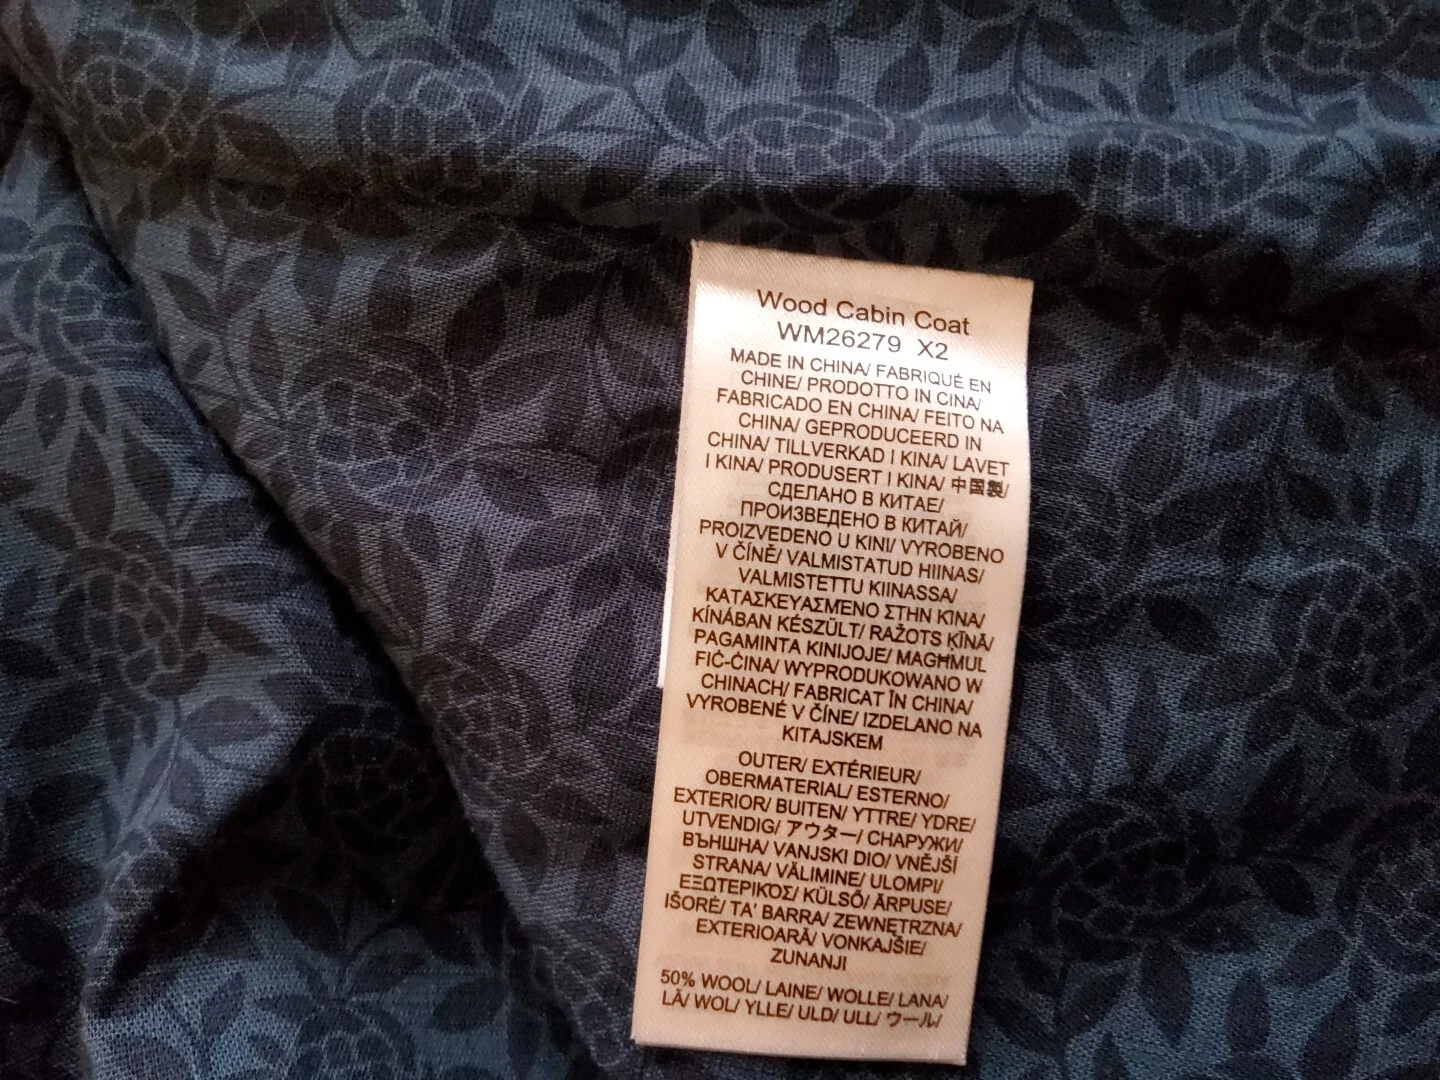 Wood Cabin Coat
WM26279 X2
MADE IN CHINA/ FABRIQUÉ EN
CHINE/ PRODOTTO IN CINA/
FABRICADO EN CHINA/ FEITO NA
CHINA/ GEPRODUCEERD IN
CHINA/ TILLVERKAD I KINA/ LAVET
I KINA/ PRODUSERT I KINA/ 中国製/
СДЕЛАНО В КИТАЕ/
ПРОИЗВЕДЕНО В КИТАЙ/
PROIZVEDENO U KINI/ VYROBENO
V ČÍNĚ/ VALMISTATUD HIINAS/
VALMISTETTU KIINASSA/
ΚΑΤΑΣΚΕΥΑΣΜΈΝΟ ΣΤΗΝ ΚΊΝΑ/
KÍNÁBAN KÉSZÜLT/ RAŽOTS ĶĪNĀ/
PAGAMINTA KINIJOJE/ MAGĦMUL
FIĊ-ĊINA/ WYPRODUKOWANO W
CHINACH/ FABRICAT ÎN CHINA/
VYROBENÉ V ČÍNE/ IZDELANO NA
KITAJSKEM
OUTER/ EXTÉRIEUR/
OBERMATERIAL/ ESTERNO/
EXTERIOR/ BUITEN/ YTTRE/ YDRE/
UTVENDIG/ アウター/ СНАРУЖИ/
ВЪНШНА/ VANJSKI DIO/ VNĚJŠÍ
STRANA/ VÄLIMINE/ ULOMPI/
ΕΞΩΤΕΡΙΚΌΣ/ KÜLSŐ/ ĀRPUSE/
IŠORĖ/ TA' BARRA/ ZEWNĘTRZNA/
EXTERIOARĂ/ VONKAJŠIE/
ZUNANJI
50% WOOL/ LAINE/ WOLLE/ LANA/
LÃ/ WOL/ YLLE/ ULD/ ULL/ ウール/